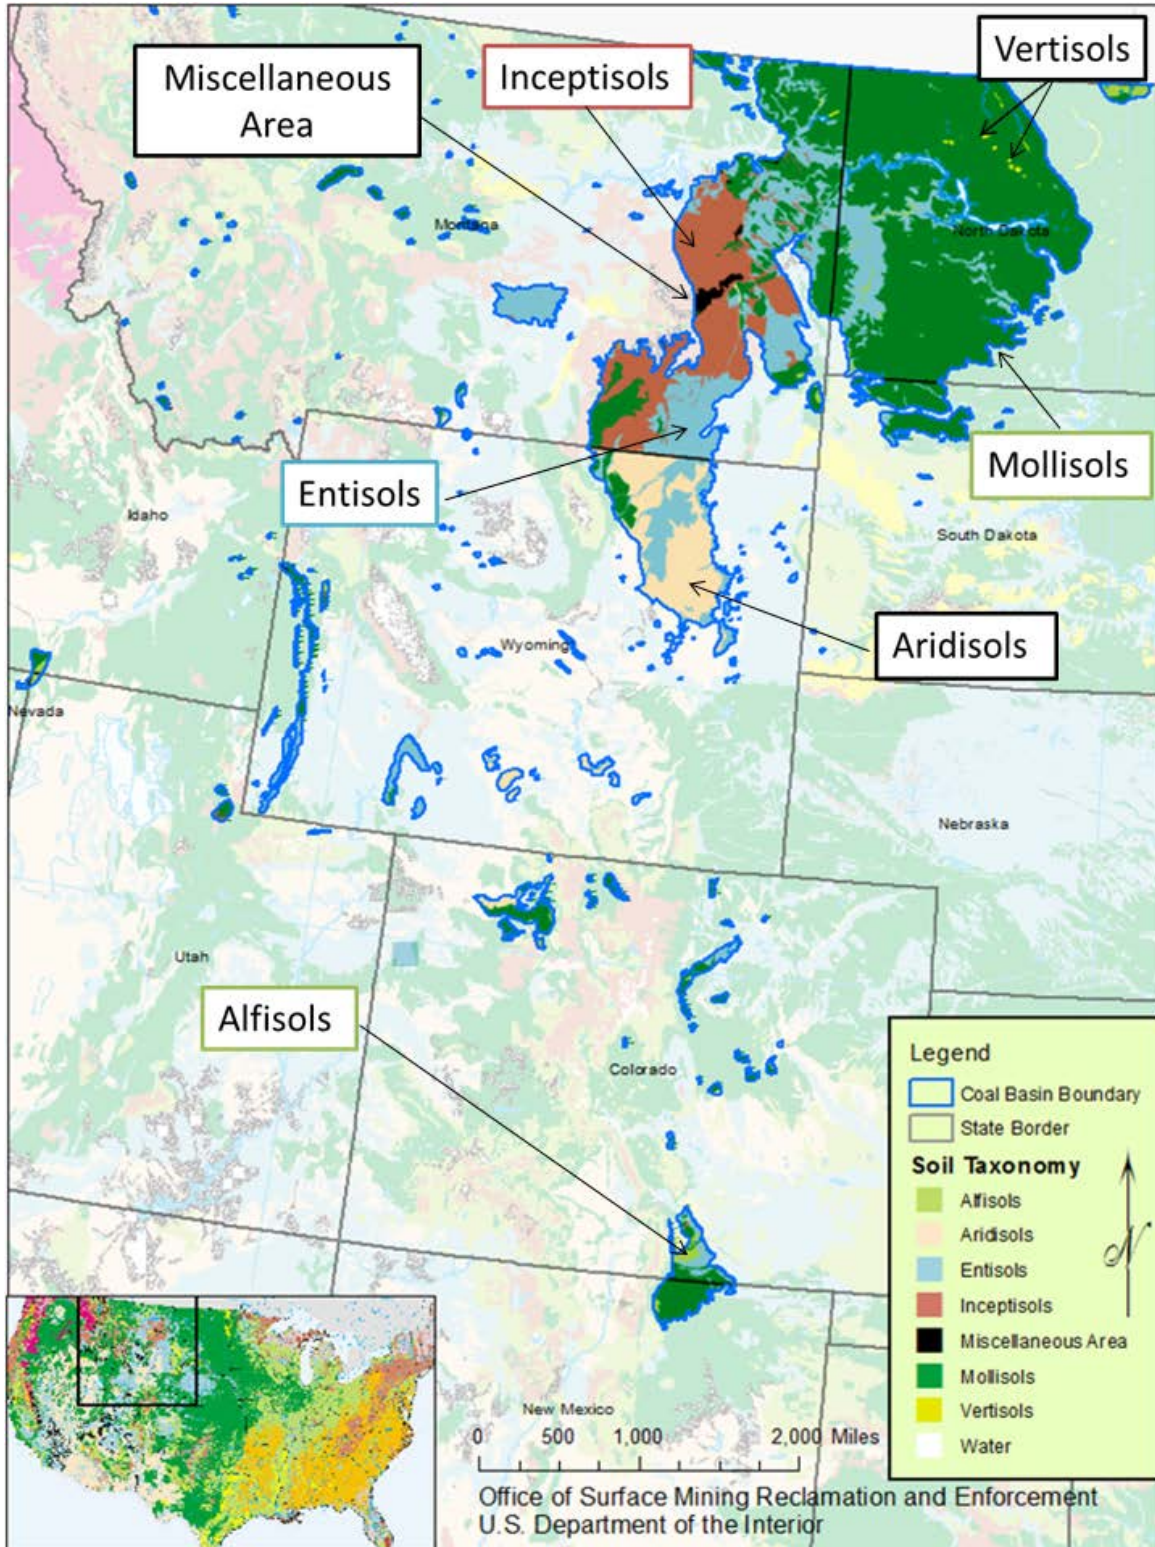 Miscellaneous
Area
Inceptisols
Vertisols
Montana
North Dakota
Entisols
Mollisols
Idaho
South Dakota
Wyoming
Aridisols
Nevada
Nebraska
Utah
Alfisols
Colorado
Legend
Coal Basin Boundary
State Border
Soil Taxonomy
Alfisols
Aridisols
Entisols
Inceptisols
Miscellaneous Area
Mollisols
Vertisols
Water
N
New Mexico
0 500 1,000 2,000 Miles
Office of Surface Mining Reclamation and Enforcement
U.S. Department of the Interior